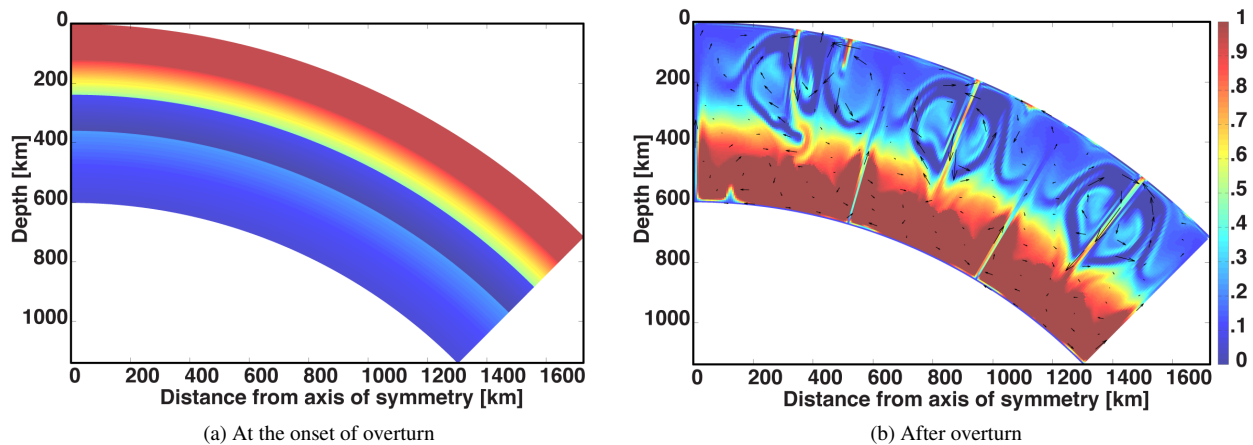 0
200
400
600
800
1000
Depth [km]
0 200 400 600 800 1000 1200 1400 1600
Distance from axis of symmetry [km]
(a) At the onset of overturn
0
200
400
600
800
1000
Depth [km]
0 200 400 600 800 1000 1200 1400 1600
Distance from axis of symmetry [km]
1
.9
.8
.7
.6
.5
.4
.3
.2
.1
0
(b) After overturn